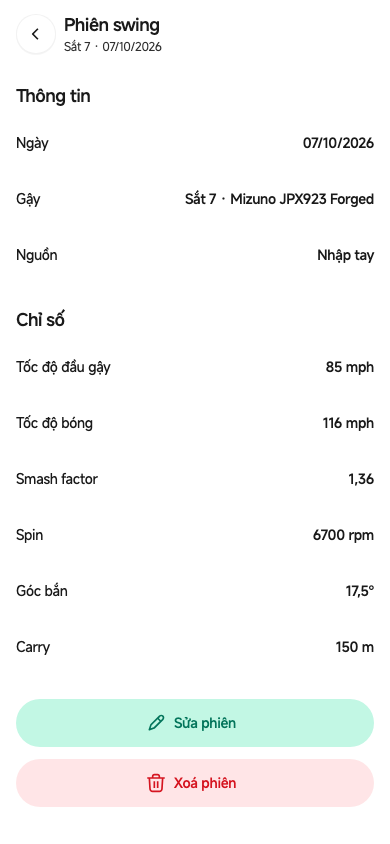 Phiên swing
Sắt 7 · 07/10/2026
Thông tin
Ngày 07/10/2026
Gậy Sắt 7 · Mizuno JPX923 Forged
Nguồn Nhập tay
Chỉ số
Tốc độ đầu gậy 85 mph
Tốc độ bóng 116 mph
Smash factor 1,36
Spin 6700 rpm
Góc bắn 17,5°
Carry 150 m
Sửa phiên
Xoá phiên